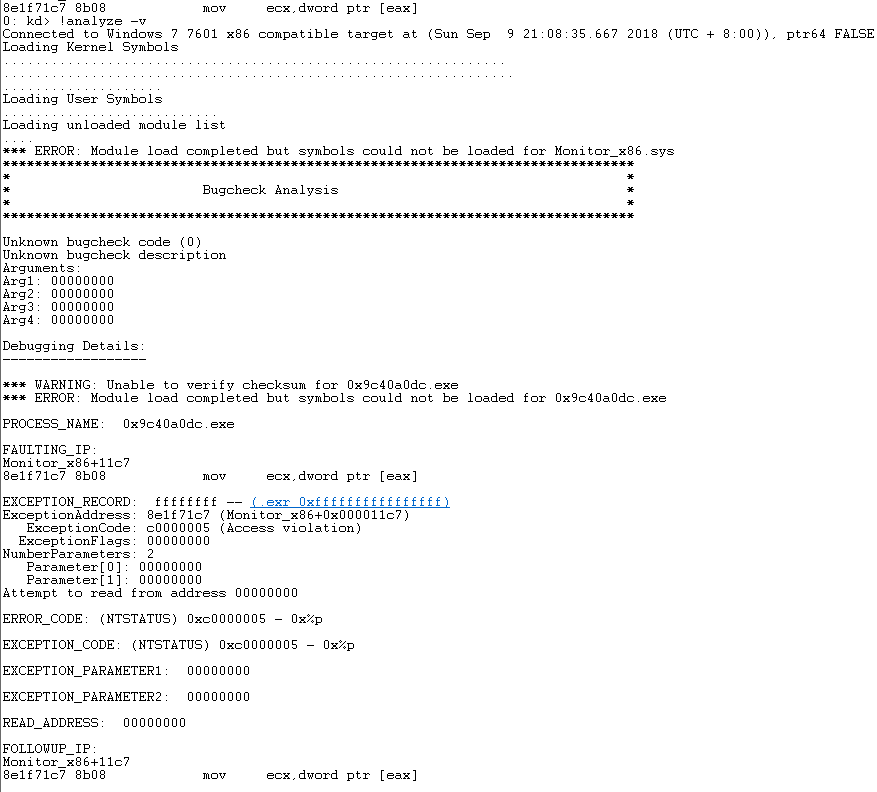 8e1f71c7 8b08            mov     ecx,dword ptr [eax]
0: kd> !analyze -v
Connected to Windows 7 7601 x86 compatible target at (Sun Sep  9 21:08:35.667 2018 (UTC + 8:00)), ptr64 FALSE
Loading Kernel Symbols
...............................................................
................................................................
....................
Loading User Symbols
...........................
Loading unloaded module list
....
*** ERROR: Module load completed but symbols could not be loaded for Monitor_x86.sys
*******************************************************************************
*                                                                             *
*                        Bugcheck Analysis                                    *
*                                                                             *
*******************************************************************************
Unknown bugcheck code (0)
Unknown bugcheck description
Arguments:
Arg1: 00000000
Arg2: 00000000
Arg3: 00000000
Arg4: 00000000
Debugging Details:
------------------
*** WARNING: Unable to verify checksum for 0x9c40a0dc.exe
*** ERROR: Module load completed but symbols could not be loaded for 0x9c40a0dc.exe
PROCESS_NAME:  0x9c40a0dc.exe
FAULTING_IP:
Monitor_x86+11c7
8e1f71c7 8b08            mov     ecx,dword ptr [eax]
EXCEPTION_RECORD:  ffffffff -- (.exr 0xffffffffffffffff)
ExceptionAddress: 8e1f71c7 (Monitor_x86+0x000011c7)
   ExceptionCode: c0000005 (Access violation)
  ExceptionFlags: 00000000
NumberParameters: 2
   Parameter[0]: 00000000
   Parameter[1]: 00000000
Attempt to read from address 00000000
ERROR_CODE: (NTSTATUS) 0xc0000005 - 0x%p
EXCEPTION_CODE: (NTSTATUS) 0xc0000005 - 0x%p
EXCEPTION_PARAMETER1:  00000000
EXCEPTION_PARAMETER2:  00000000
READ_ADDRESS:  00000000
FOLLOWUP_IP:
Monitor_x86+11c7
8e1f71c7 8b08            mov     ecx,dword ptr [eax]